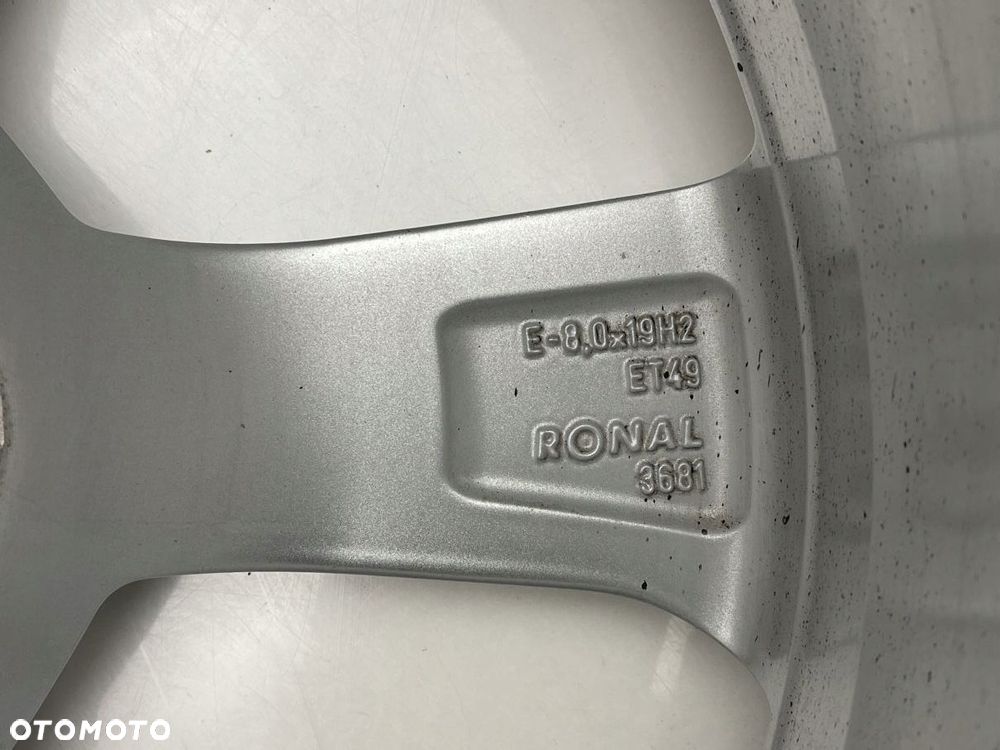 E-8,0x19H2
ET49
RONAL
3681
OTOMOTO